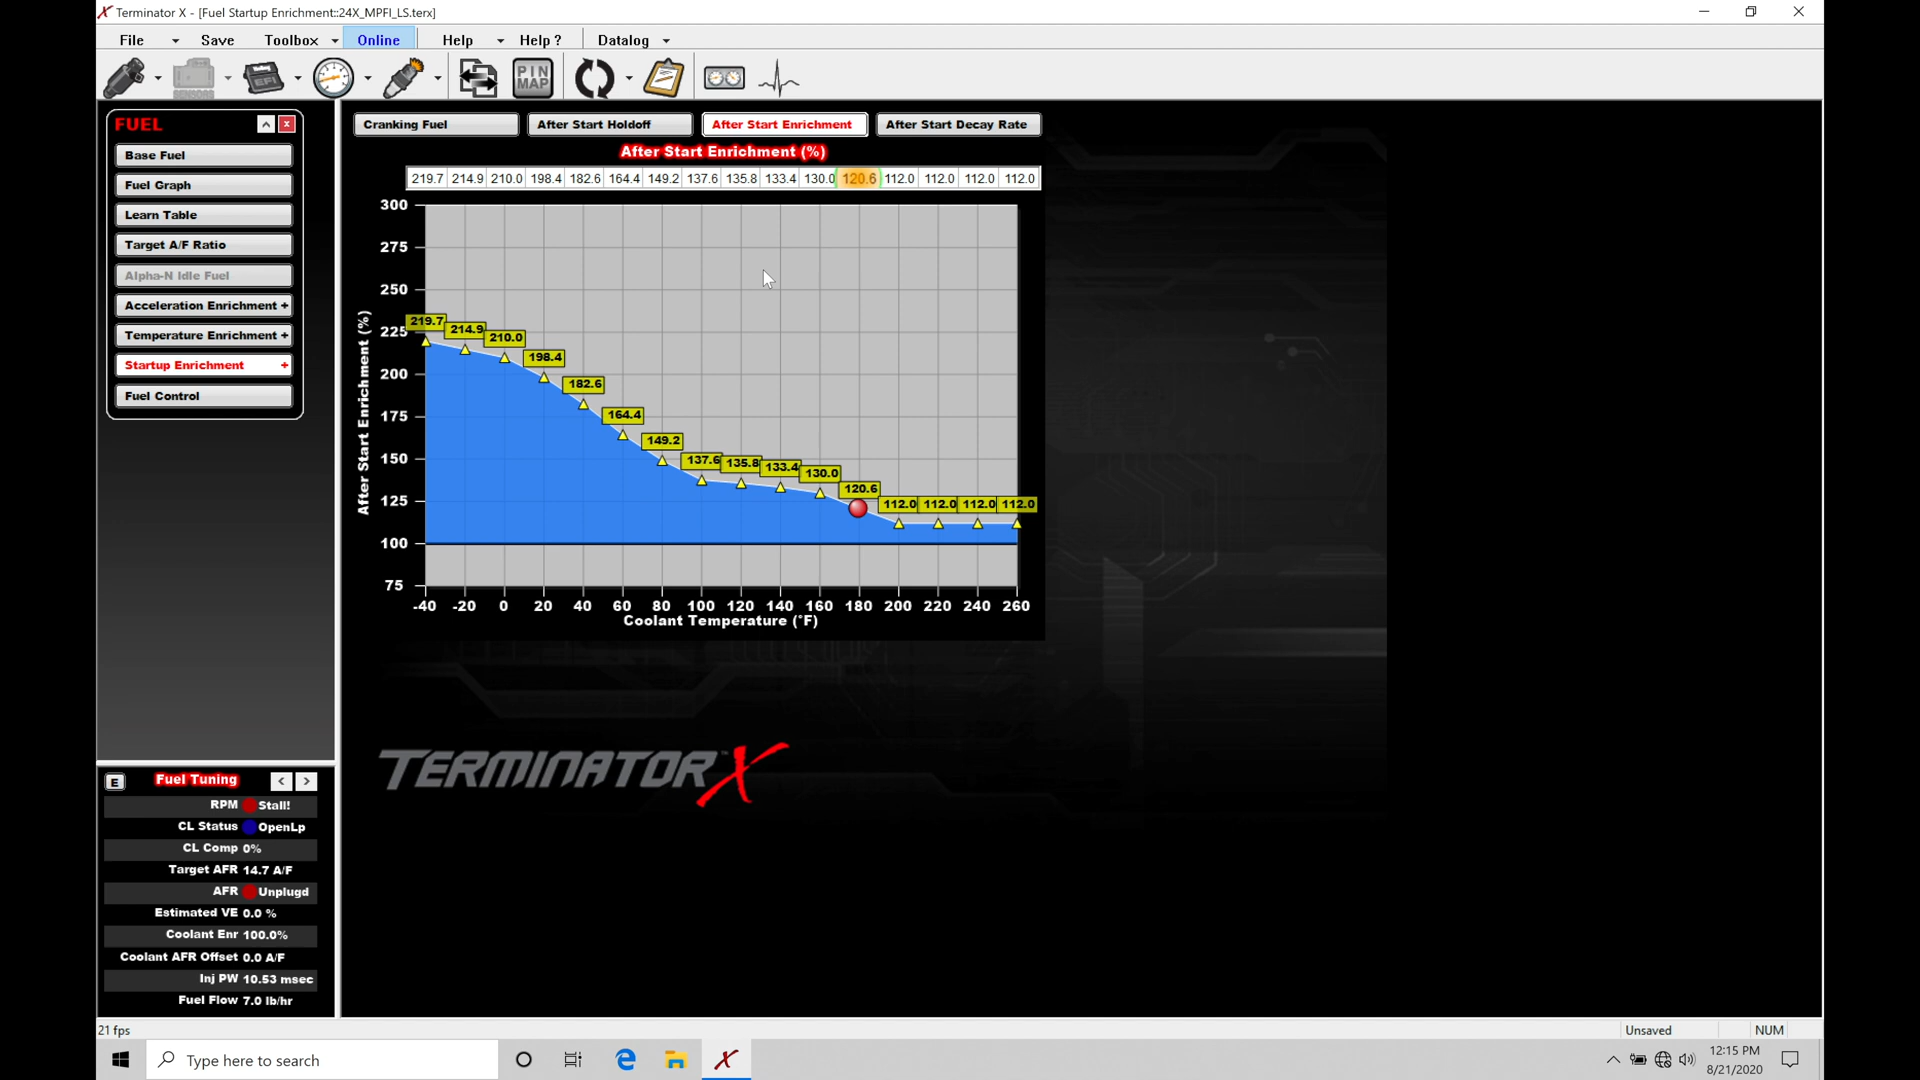 Terminator X - [Fuel Startup Enrichment::24X_MPFI_LS.terx]
File Save Toolbox Online Help Help ? Datalog
SENSORS EFI PIN MAP
FUEL
Base Fuel
Fuel Graph
Learn Table
Target A/F Ratio
Alpha-N Idle Fuel
Acceleration Enrichment +
Temperature Enrichment +
Startup Enrichment +
Fuel Control
Cranking Fuel After Start Holdoff After Start Enrichment After Start Decay Rate
After Start Enrichment (%)
219.7 214.9 210.0 198.4 182.6 164.4 149.2 137.6 135.8 133.4 130.0 120.6 112.0 112.0 112.0 112.0
After Start Enrichment (%)
300
275
250
225
200
175
150
125
100
75
219.7 214.9 210.0 198.4 182.6 164.4 149.2 137.6 135.8 133.4 130.0 120.6 112.0 112.0 112.0 112.0
-40 -20 0 20 40 60 80 100 120 140 160 180 200 220 240 260
Coolant Temperature (°F)
TERMINATOR X ™
E Fuel Tuning < >
RPM Stall!
CL Status OpenLp
CL Comp 0%
Target AFR 14.7 A/F
AFR Unplugd
Estimated VE 0.0 %
Coolant Enr 100.0%
Coolant AFR Offset 0.0 A/F
Inj PW 10.53 msec
Fuel Flow 7.0 lb/hr
21 fps Unsaved NUM
Type here to search
12:15 PM
8/21/2020